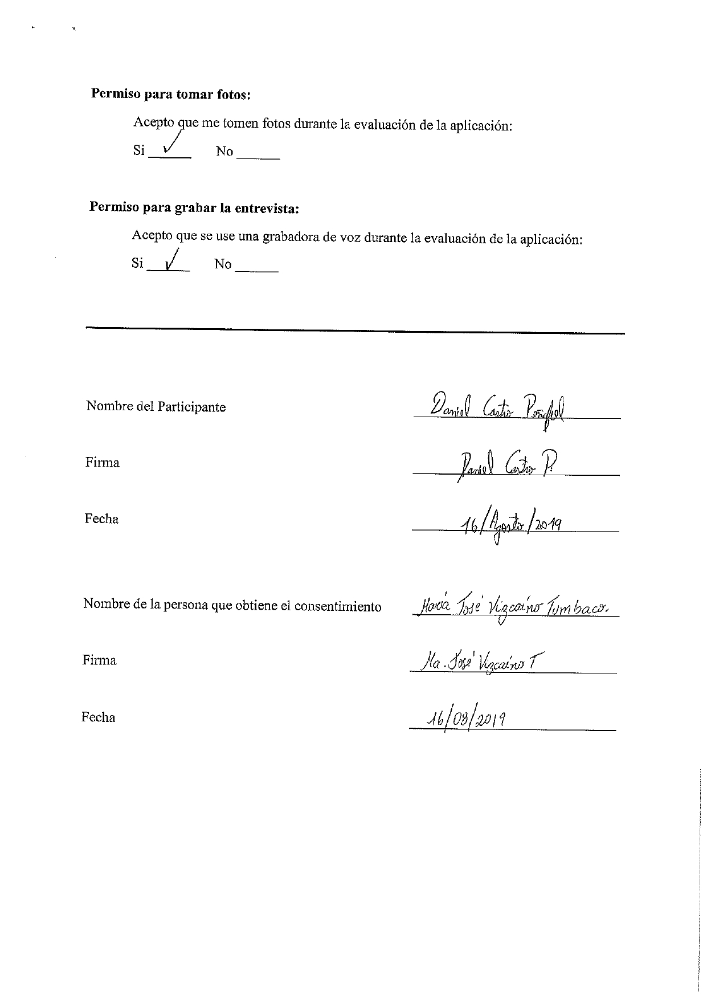 Permiso para tomar fotos:
Acepto que me tomen fotos durante la evaluación de la aplicación:
Si ✓ No ______
Permiso para grabar la entrevista:
Acepto que se use una grabadora de voz durante la evaluación de la aplicación:
Si ✓ No ______
Nombre del Participante Daniel Castro Peñafiel
Firma Daniel Castro P.
Fecha 16/Agosto/2019
Nombre de la persona que obtiene el consentimiento María José Vizcaíno Tumbaco.
Firma Ma. José Vizcaíno T
Fecha 16/08/2019